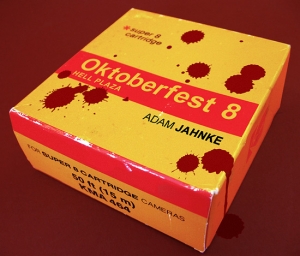 super 8
cartridge
Oktoberfest 8
HELL PLAZA
ADAM JAHNKE
FOR SUPER 8 CARTRIDGE CAMERAS
50 ft (15 m)
KMA 464